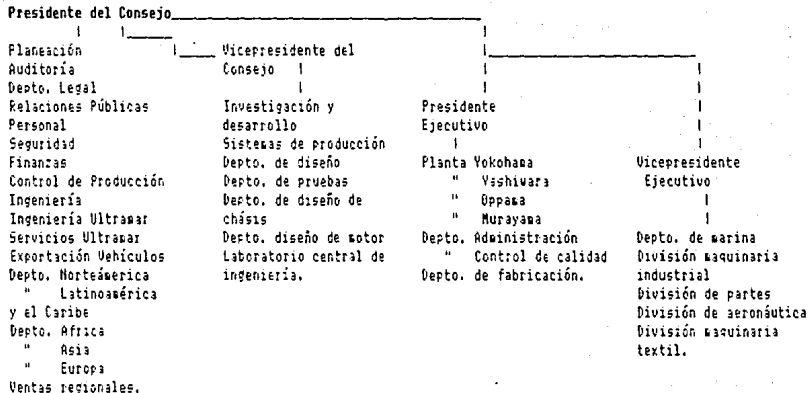 Presidente del Consejo
Planeación
Auditoría
Depto. Legal
Relaciones Públicas
Personal
Seguridad
Finanzas
Control de Producción
Ingeniería
Ingeniería Ultramar
Servicios Ultramar
Exportación Vehículos
Depto. Norteámerica
" Latinoamérica
y el Caribe
Depto. Africa
" Asia
" Europa
Ventas regionales.
Vicepresidente del
Consejo
Investigación y
desarrollo
Sistemas de producción
Depto. de diseño
Depto. de pruebas
Depto. de diseño de
chásis
Depto. diseño de motor
Laboratorio central de
ingeniería.
Presidente
Ejecutivo
Planta Yokohama
" Yashiwara
" Oppama
" Murayama
Depto. Administración
" Control de calidad
Depto. de fabricación.
Vicepresidente
Ejecutivo
Depto. de marina
División maquinaria
industrial
División de partes
División de aeronáutica
División maquinaria
textil.